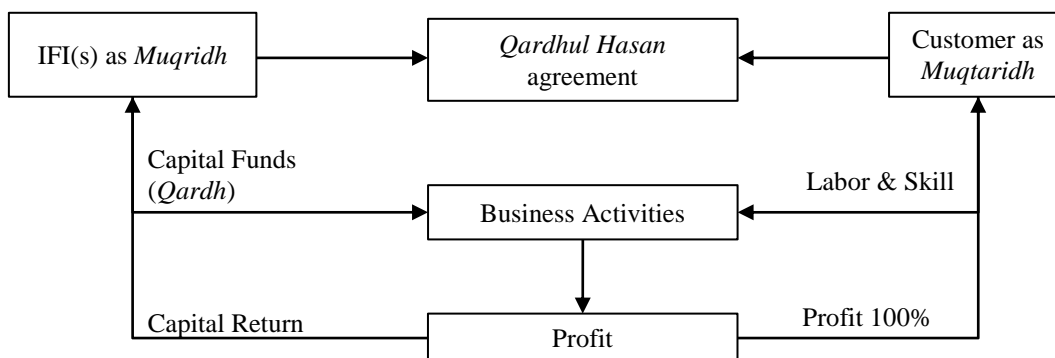 IFI(s) as Muqridh
Qardhul Hasan
agreement
Customer as
Muqtaridh
Capital Funds
(Qardh)
Labor & Skill
Business Activities
Capital Return
Profit 100%
Profit